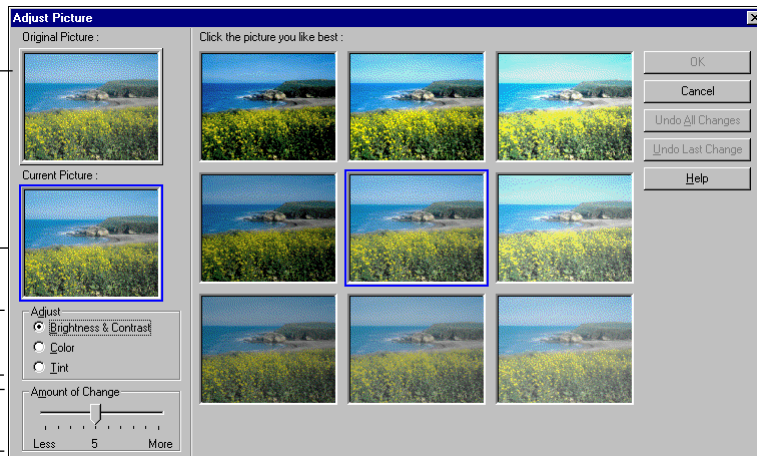 Adjust Picture
Original Picture :
Click the picture you like best :
OK
Cancel
Undo All Changes
Undo Last Change
Help
Current Picture :
Adjust
Brightness & Contrast
Color
Tint
Amount of Change
Less 5 More